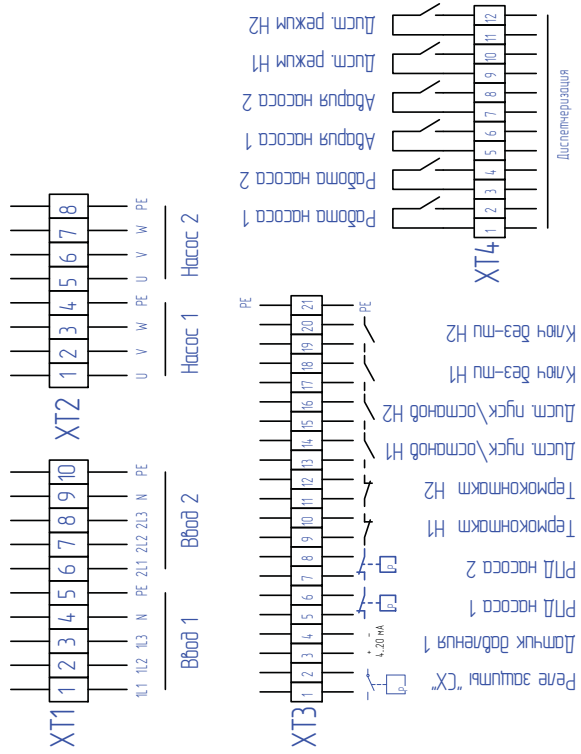 XT1
1 2 3 4 5 6 7 8 9 10
1L1 1L2 1L3 N PE 2L1 2L2 2L3 N PE
Ввод 1 Ввод 2
XT2
1 2 3 4 5 6 7 8
U V W PE U V W PE
Насос 1 Насос 2
XT3
PE
1 2 3 4 5 6 7 8 9 10 11 12 13 14 15 16 17 18 19 20 21
+ -
4..20 мА
P
P
P
PE
Реле защиты "СХ"
Датчик давления 1
РПД насоса 1
РПД насоса 2
Термоконтакт Н1
Термоконтакт Н2
Дист. пуск\останов Н1
Дист. пуск\останов Н2
Ключ без-ти Н1
Ключ без-ти Н2
XT4
1 2 3 4 5 6 7 8 9 10 11 12
Работа насоса 1
Работа насоса 2
Авария насоса 1
Авария насоса 2
Дист. режим Н1
Дист. режим Н2
Диспетчеризация